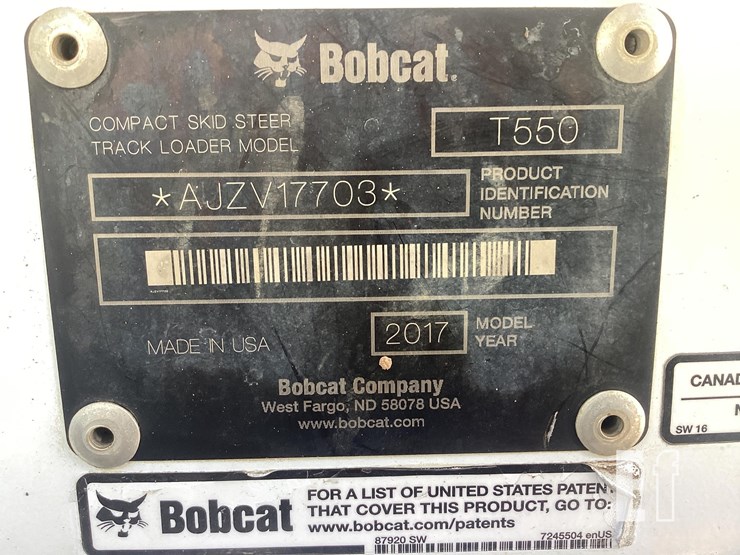 Bobcat
COMPACT SKID STEER
TRACK LOADER MODEL
T550
*AJZV17703*
PRODUCT
IDENTIFICATION
NUMBER
MADE IN USA
2017
MODEL
YEAR
Bobcat Company
West Fargo, ND 58078 USA
www.bobcat.com
CANAD
SW 16
Bobcat
FOR A LIST OF UNITED STATES PATEN
THAT COVER THIS PRODUCT, GO TO:
www.bobcat.com/patents
87920 SW
7245504 enUS